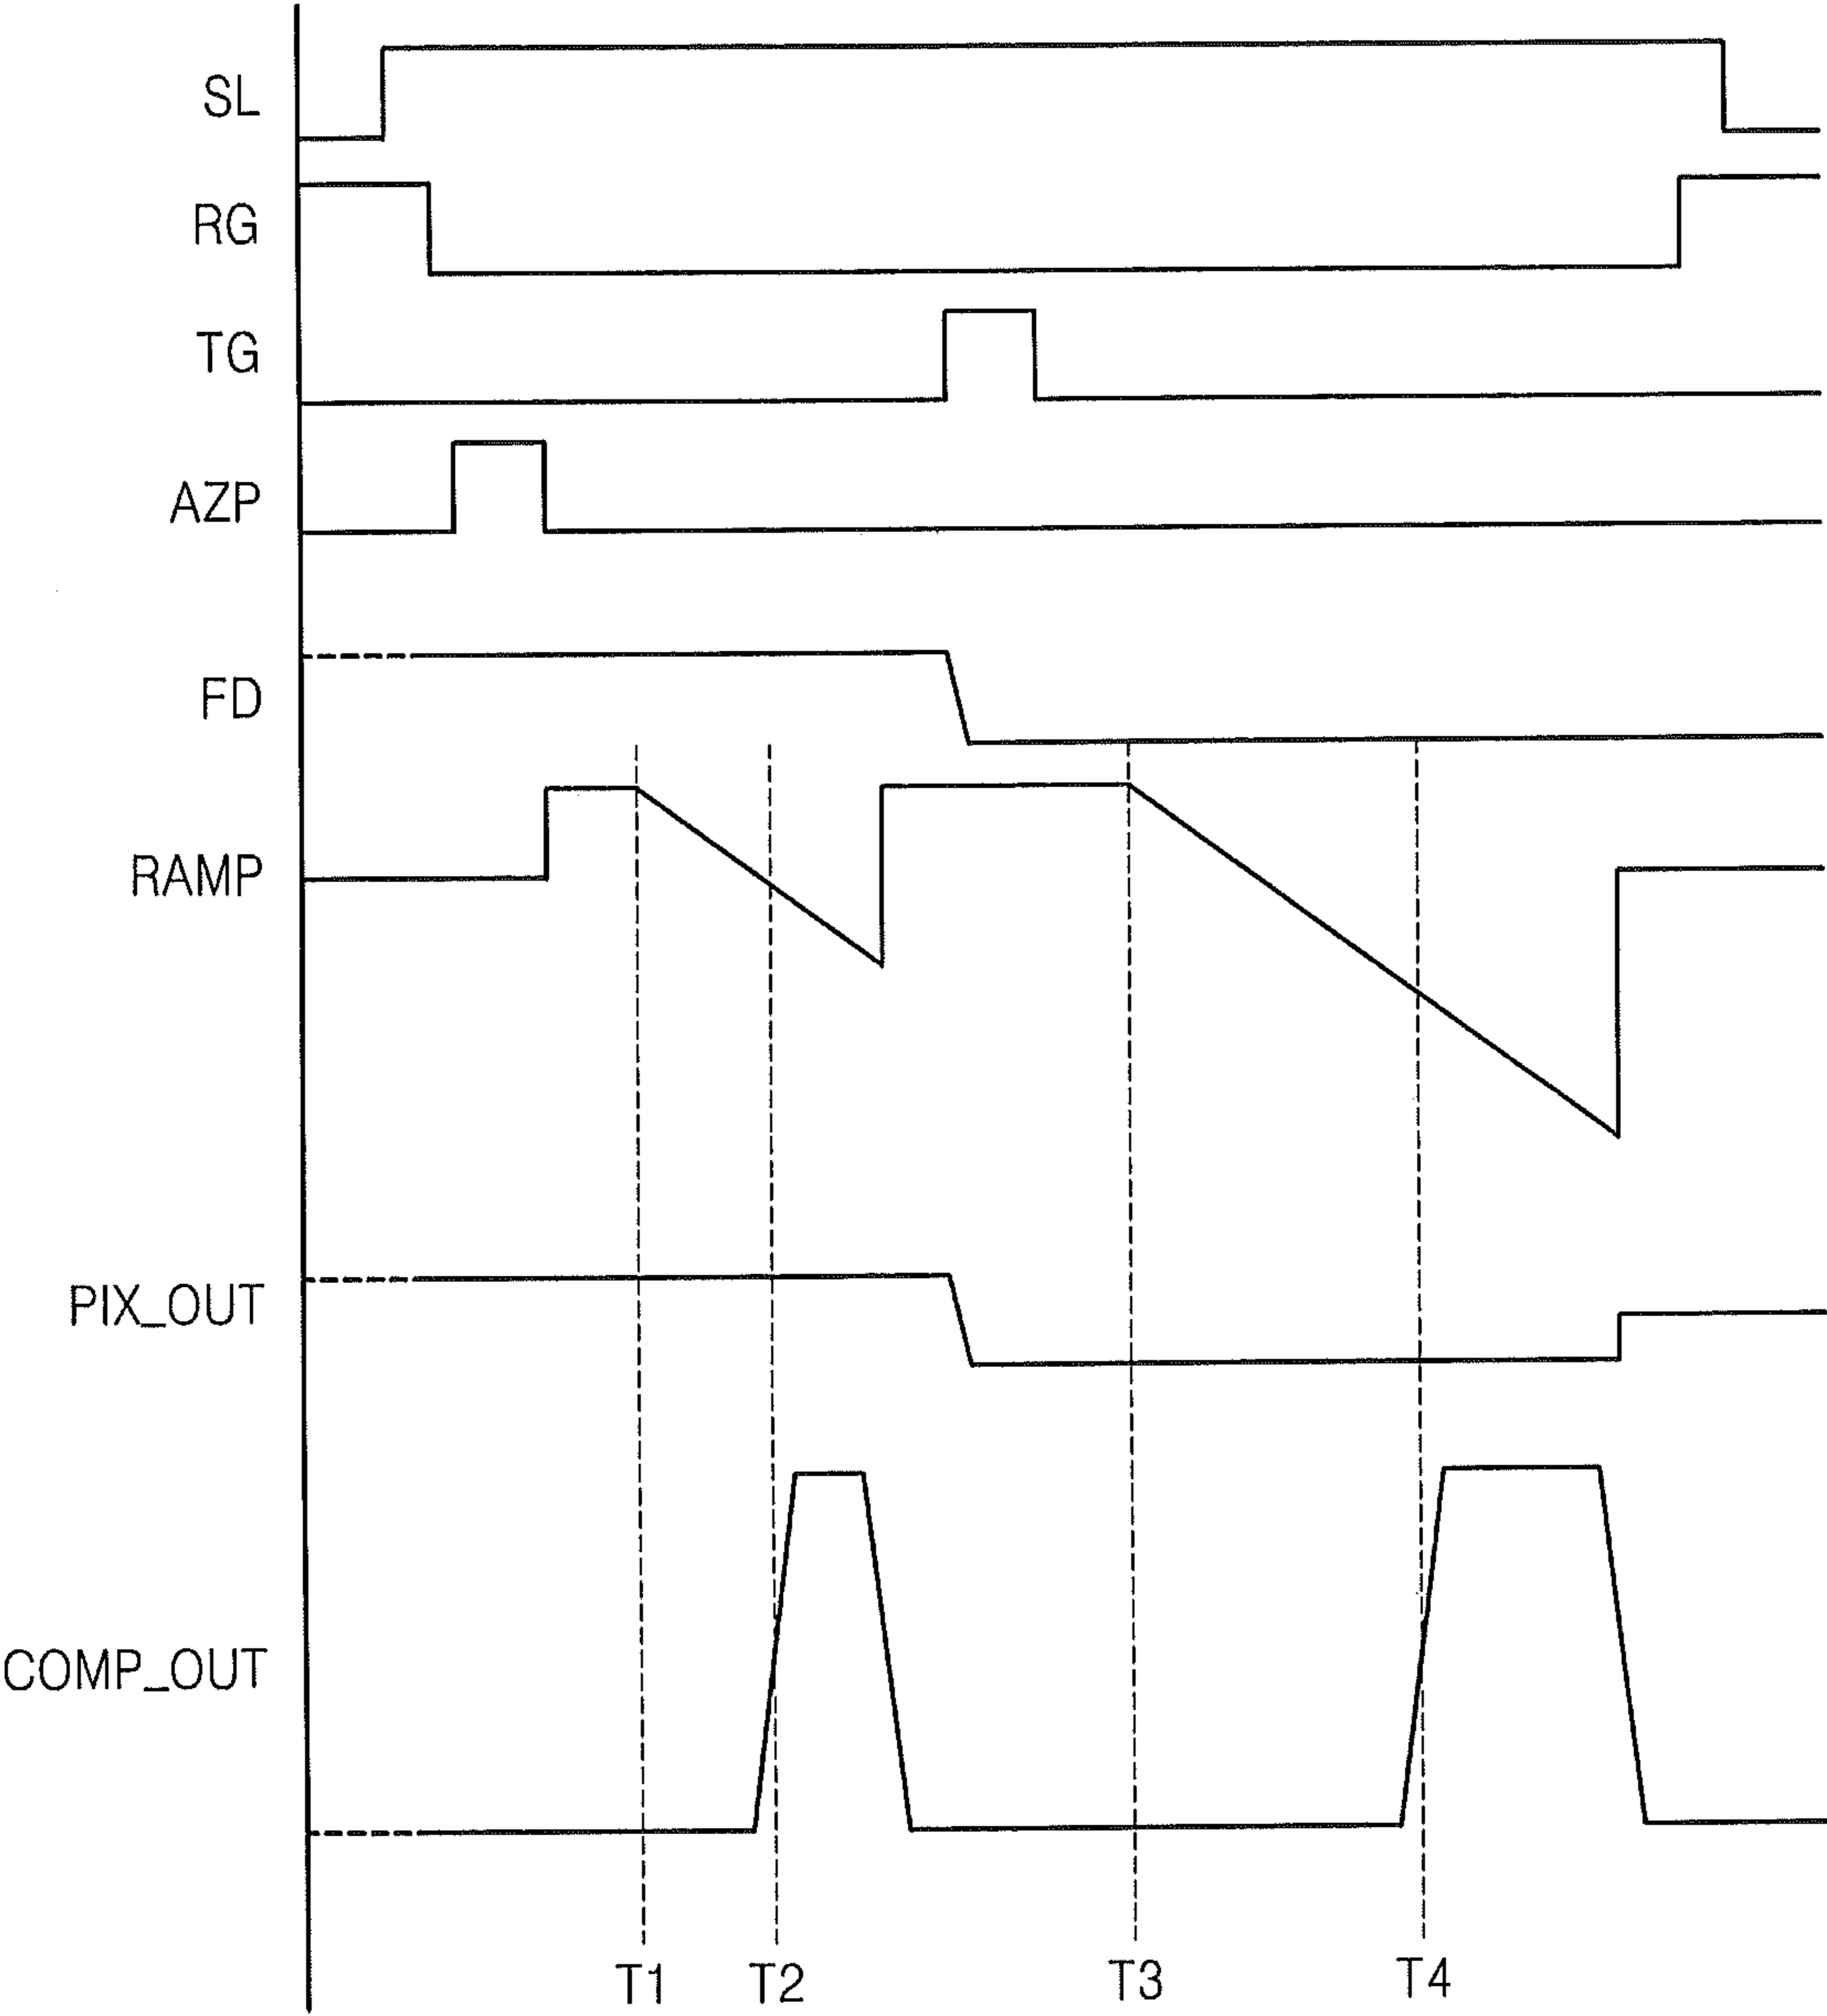 SL
RG
TG
AZP
FD
RAMP
PIX_OUT
COMP_OUT
T1 T2 T3 T4